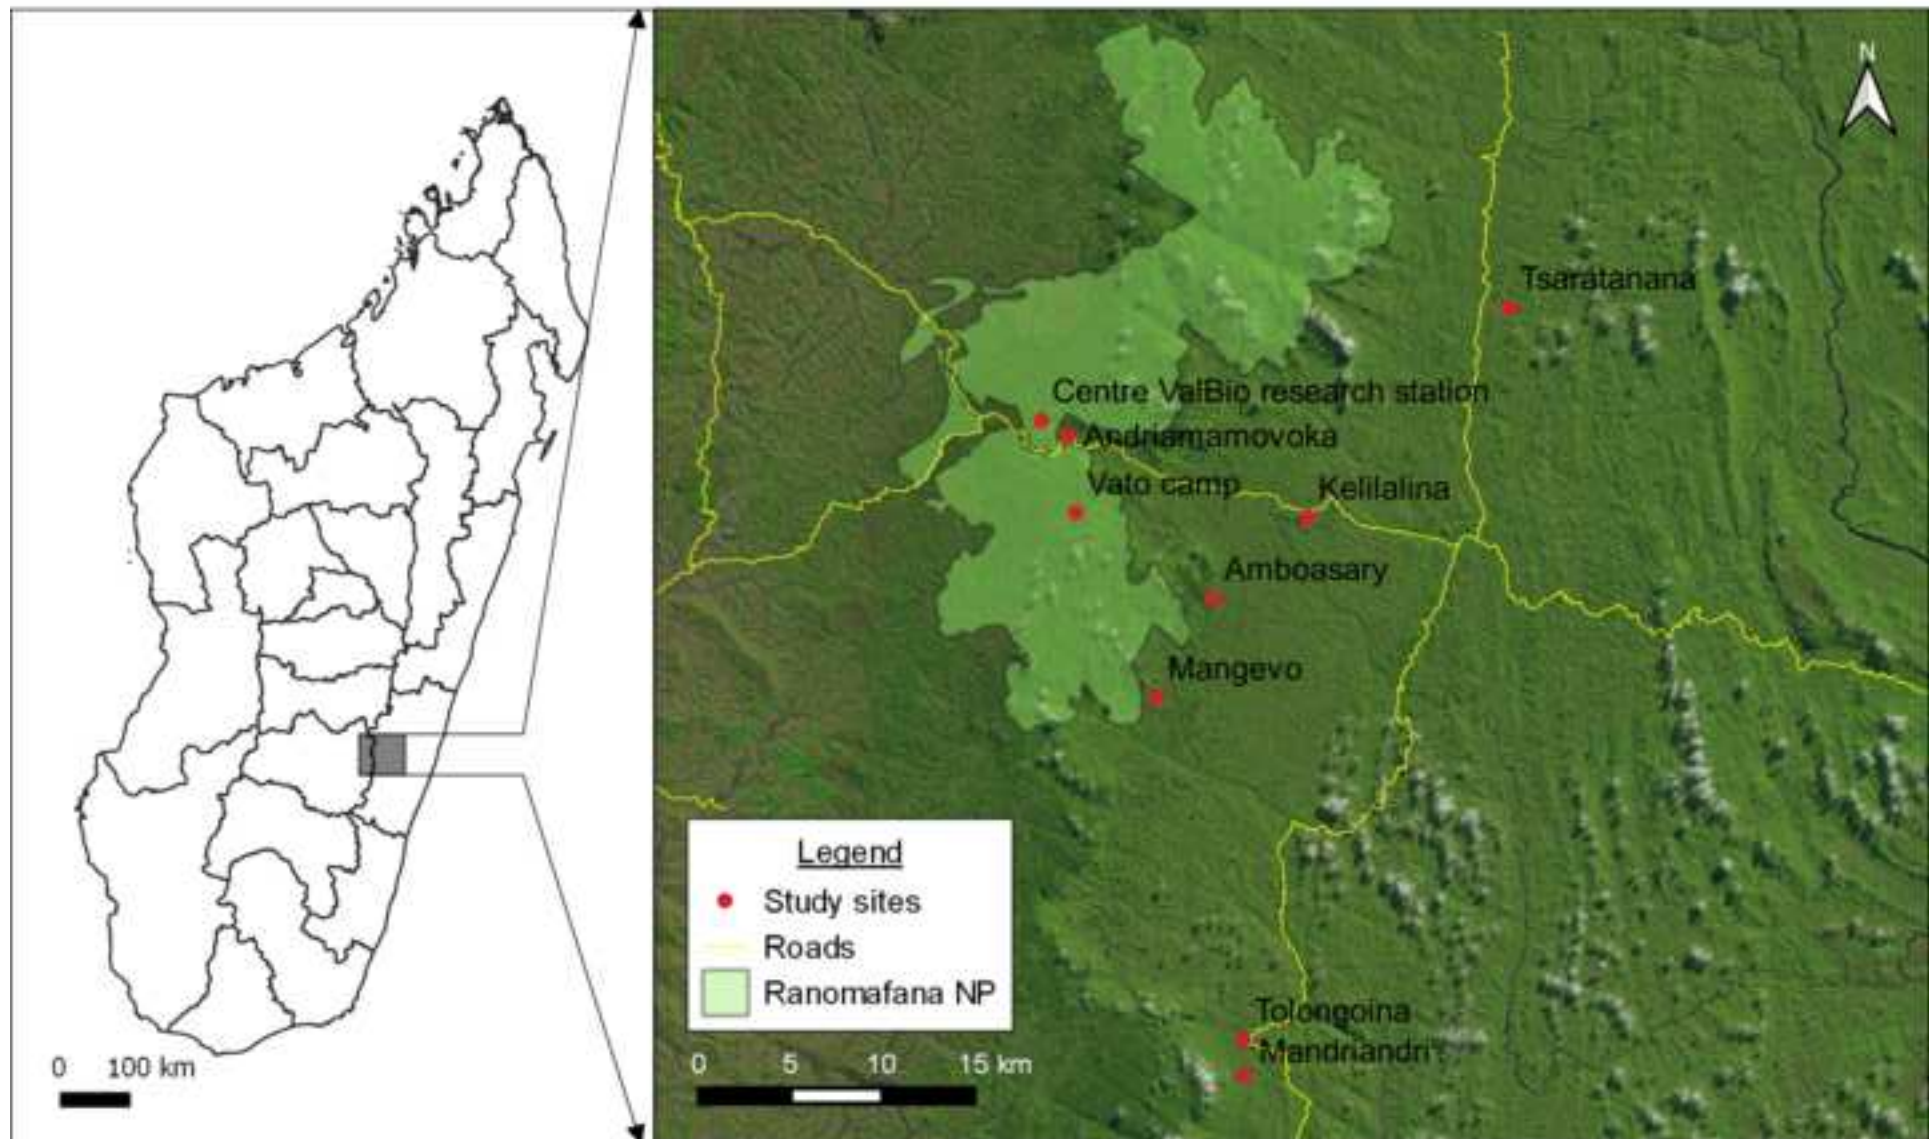 N
Tsaratanana
Centre ValBio research station
Andriamamovoka
Vato camp
Kelilalina
Amboasary
Mangevo
Legend
Study sites
Roads
Ranomafana NP
Tolongoina
Mandriandri
0 100 km
0 5 10 15 km